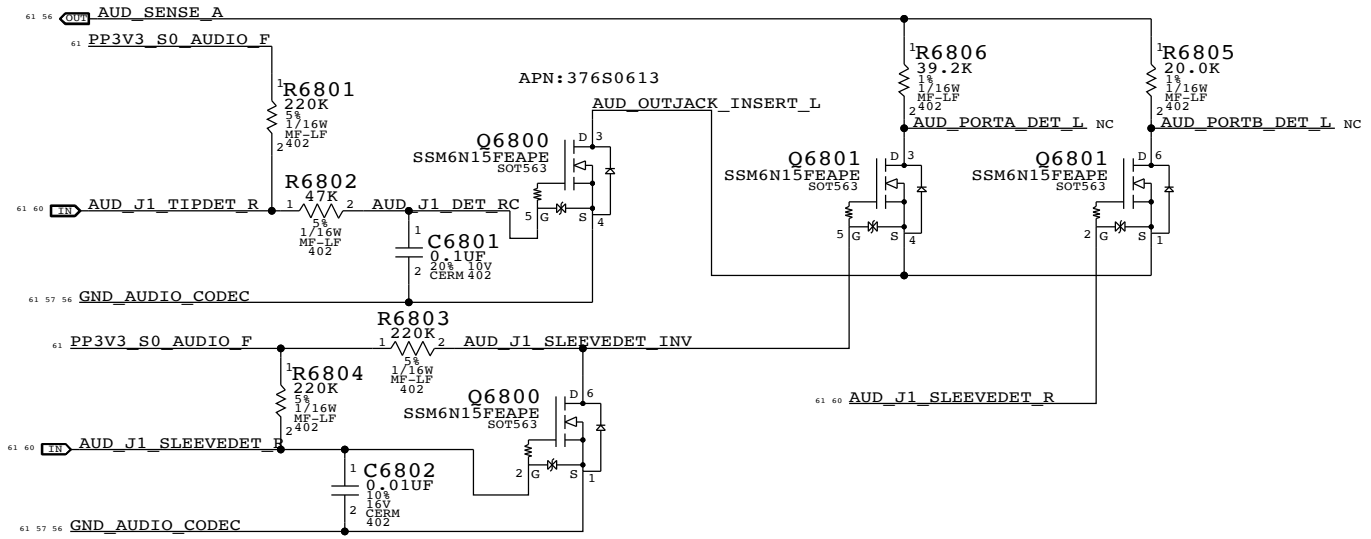 61 56 OUT AUD_SENSE_A
61 PP3V3_S0_AUDIO_F
1
R6801
220K
5%
1/16W
MF-LF
402
2
APN:376S0613
AUD_OUTJACK_INSERT_L
Q6800
SSM6N15FEAPE
SOT563
D 3
5 G S 4
1
R6806
39.2K
1%
1/16W
MF-LF
402
2
AUD_PORTA_DET_L NC
1
R6805
20.0K
1%
1/16W
MF-LF
402
2
AUD_PORTB_DET_L NC
Q6801
SSM6N15FEAPE
SOT563
D 3
5 G S 4
Q6801
SSM6N15FEAPE
SOT563
D 6
2 G S 1
61 60 IN AUD_J1_TIPDET_R
R6802
1 47K 2
5%
1/16W
MF-LF
402
AUD_J1_DET_RC
1
C6801
0.1UF
20% 10V
CERM 402
2
61 57 56 GND_AUDIO_CODEC
61 PP3V3_S0_AUDIO_F
R6803
220K
1 2
5%
1/16W
MF-LF
402
AUD_J1_SLEEVEDET_INV
1
R6804
220K
5%
1/16W
MF-LF
402
2
Q6800
SSM6N15FEAPE
SOT563
D 6
2 G S 1
61 60 AUD_J1_SLEEVEDET_R
61 60 IN AUD_J1_SLEEVEDET_R
1
C6802
0.01UF
10%
16V
CERM
402
2
61 57 56 GND_AUDIO_CODEC